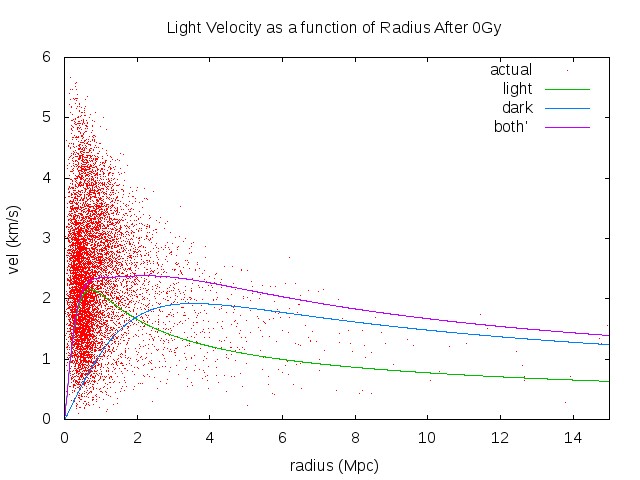 Light Velocity as a function of Radius After 0Gy
6
5
4
3
2
1
0
vel (km/s)
actual
light
dark
both'
0 2 4 6 8 10 12 14
radius (Mpc)